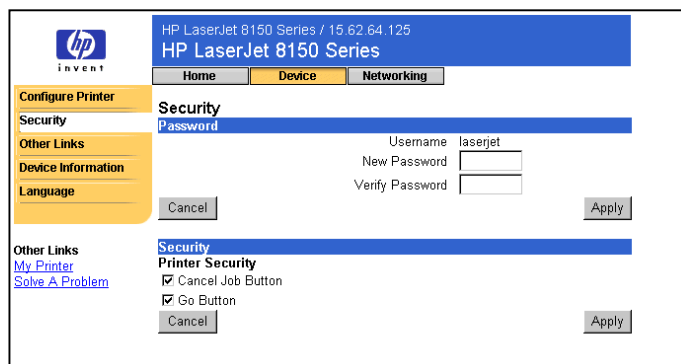 hp
invent
HP LaserJet 8150 Series / 15.62.64.125
HP LaserJet 8150 Series
Home Device Networking
Configure Printer
Security
Other Links
Device Information
Language
Other Links
My Printer
Solve A Problem
Security
Password
Username laserjet
New Password
Verify Password
Cancel Apply
Security
Printer Security
Cancel Job Button
Go Button
Cancel Apply